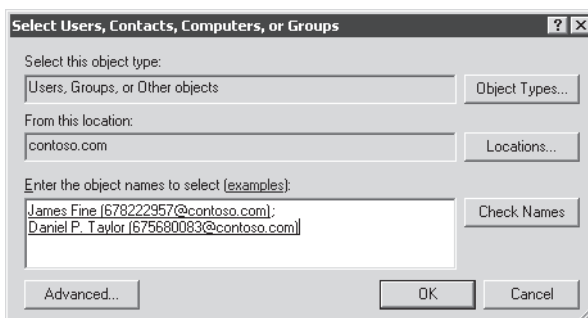 Select Users, Contacts, Computers, or Groups
Select this object type:
Users, Groups, or Other objects
Object Types...
From this location:
contoso.com
Locations...
Enter the object names to select (examples):
James Fine (678222957@contoso.com);
Daniel P. Taylor (675680083@contoso.com)
Check Names
Advanced...
OK
Cancel